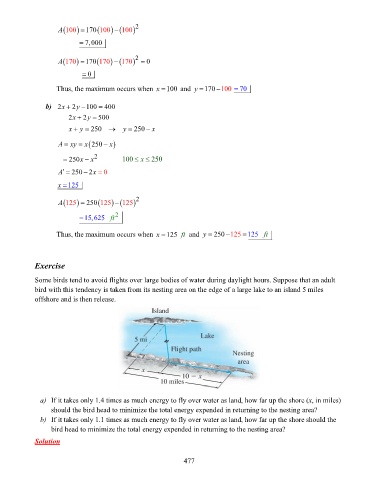 A(100) = 170(100) − (100)²
= 7,000
A(170) = 170(170) − (170)² = 0
= 0
Thus, the maximum occurs when x = 100 and y = 170 − 100 = 70
b) 2x + 2y − 100 = 400
2x + 2y = 500
x + y = 250 → y = 250 − x
A = xy = x(250 − x)
= 250x − x² 100 ≤ x ≤ 250
A′ = 250 − 2x = 0
x = 125
A(125) = 250(125) − (125)²
= 15,625 ft²
Thus, the maximum occurs when x = 125 ft and y = 250 − 125 = 125 ft
Exercise
Some birds tend to avoid flights over large bodies of water during daylight hours. Suppose that an adult
bird with this tendency is taken from its nesting area on the edge of a large lake to an island 5 miles
offshore and is then release.
Island
5 mi
Lake
Flight path
Nesting
area
x
10 − x
10 miles
a) If it takes only 1.4 times as much energy to fly over water as land, how far up the shore (x, in miles)
should the bird head to minimize the total energy expended in returning to the nesting area?
b) If it takes only 1.1 times as much energy to fly over water as land, how far up the shore should the
bird head to minimize the total energy expended in returning to the nesting area?
Solution
477